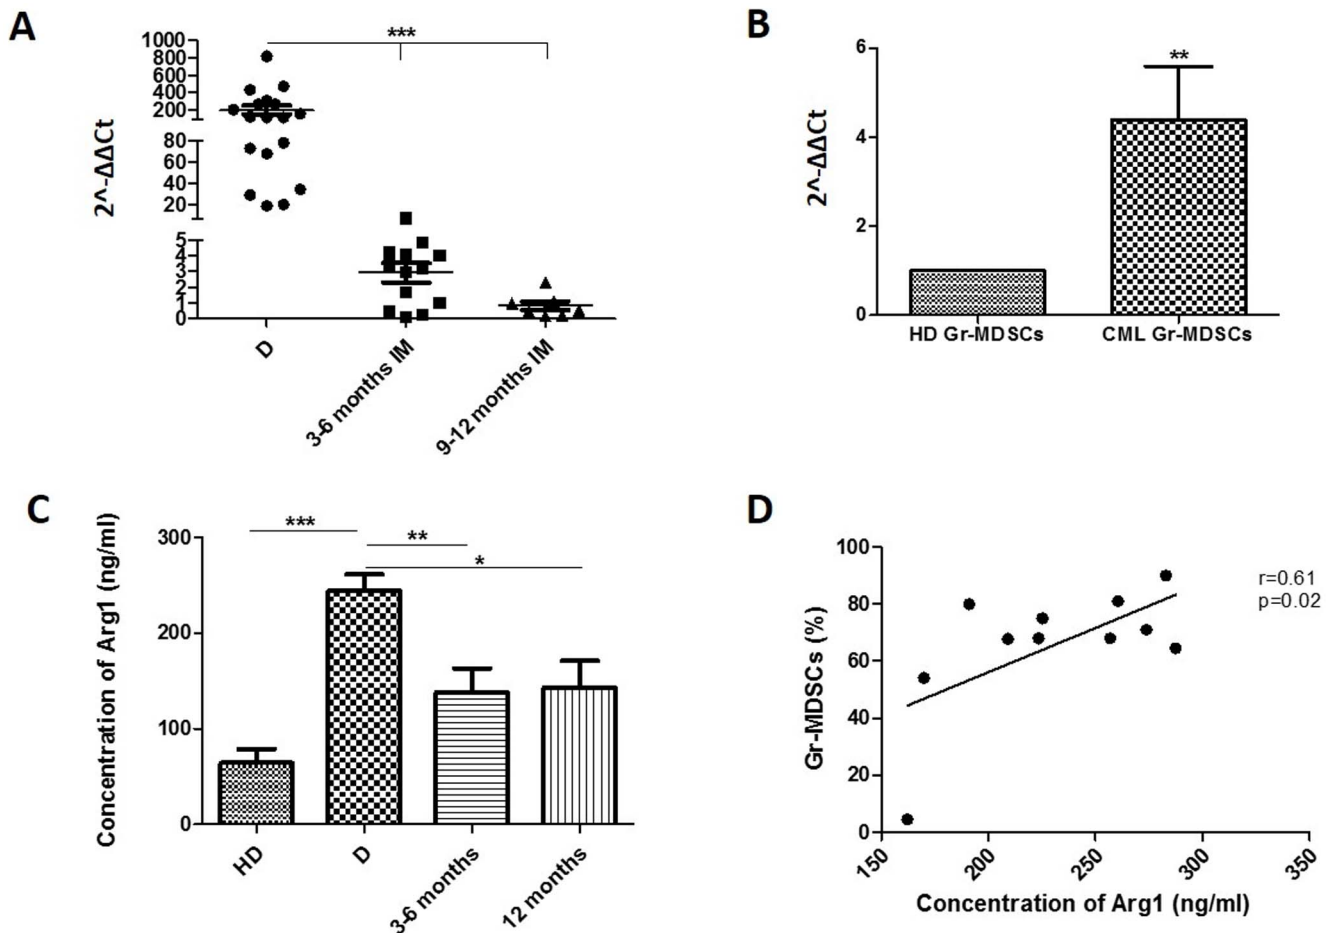 A
2^-ΔΔCt
1000
800
600
400
200
80
60
40
20
5
4
3
2
1
0
***
D
3-6 months IM
9-12 months IM
B
2^-ΔΔCt
6
4
2
0
**
HD Gr-MDSCs
CML Gr-MDSCs
C
Concentration of Arg1 (ng/ml)
300
200
100
0
***
**
*
HD
D
3-6 months
12 months
D
Gr-MDSCs (%)
100
80
60
40
20
0
r=0.61
p=0.02
150
200
250
300
350
Concentration of Arg1 (ng/ml)